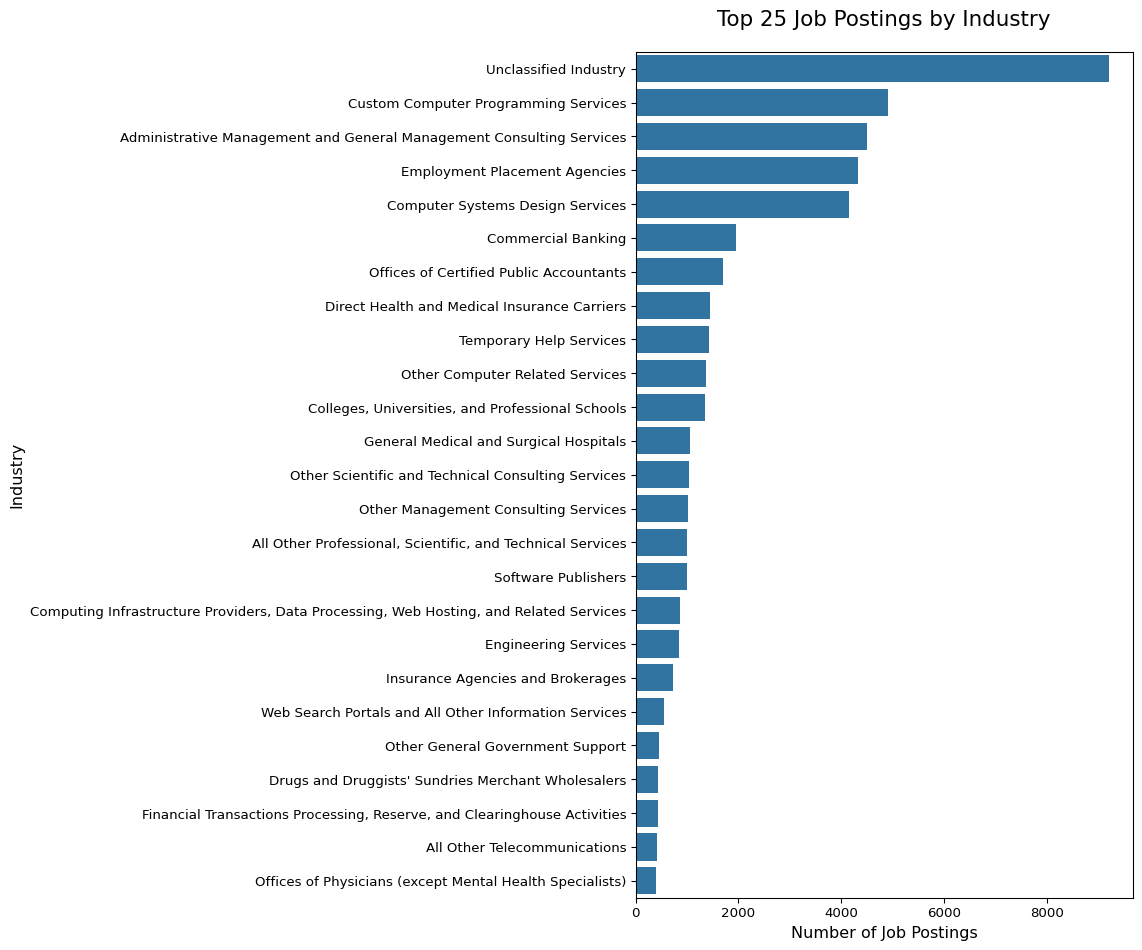 Top 25 Job Postings by Industry
Unclassified Industry
Custom Computer Programming Services
Administrative Management and General Management Consulting Services
Employment Placement Agencies
Computer Systems Design Services
Commercial Banking
Offices of Certified Public Accountants
Direct Health and Medical Insurance Carriers
Temporary Help Services
Other Computer Related Services
Colleges, Universities, and Professional Schools
General Medical and Surgical Hospitals
Other Scientific and Technical Consulting Services
Other Management Consulting Services
All Other Professional, Scientific, and Technical Services
Software Publishers
Computing Infrastructure Providers, Data Processing, Web Hosting, and Related Services
Engineering Services
Insurance Agencies and Brokerages
Web Search Portals and All Other Information Services
Other General Government Support
Drugs and Druggists' Sundries Merchant Wholesalers
Financial Transactions Processing, Reserve, and Clearinghouse Activities
All Other Telecommunications
Offices of Physicians (except Mental Health Specialists)
Industry
0 2000 4000 6000 8000
Number of Job Postings